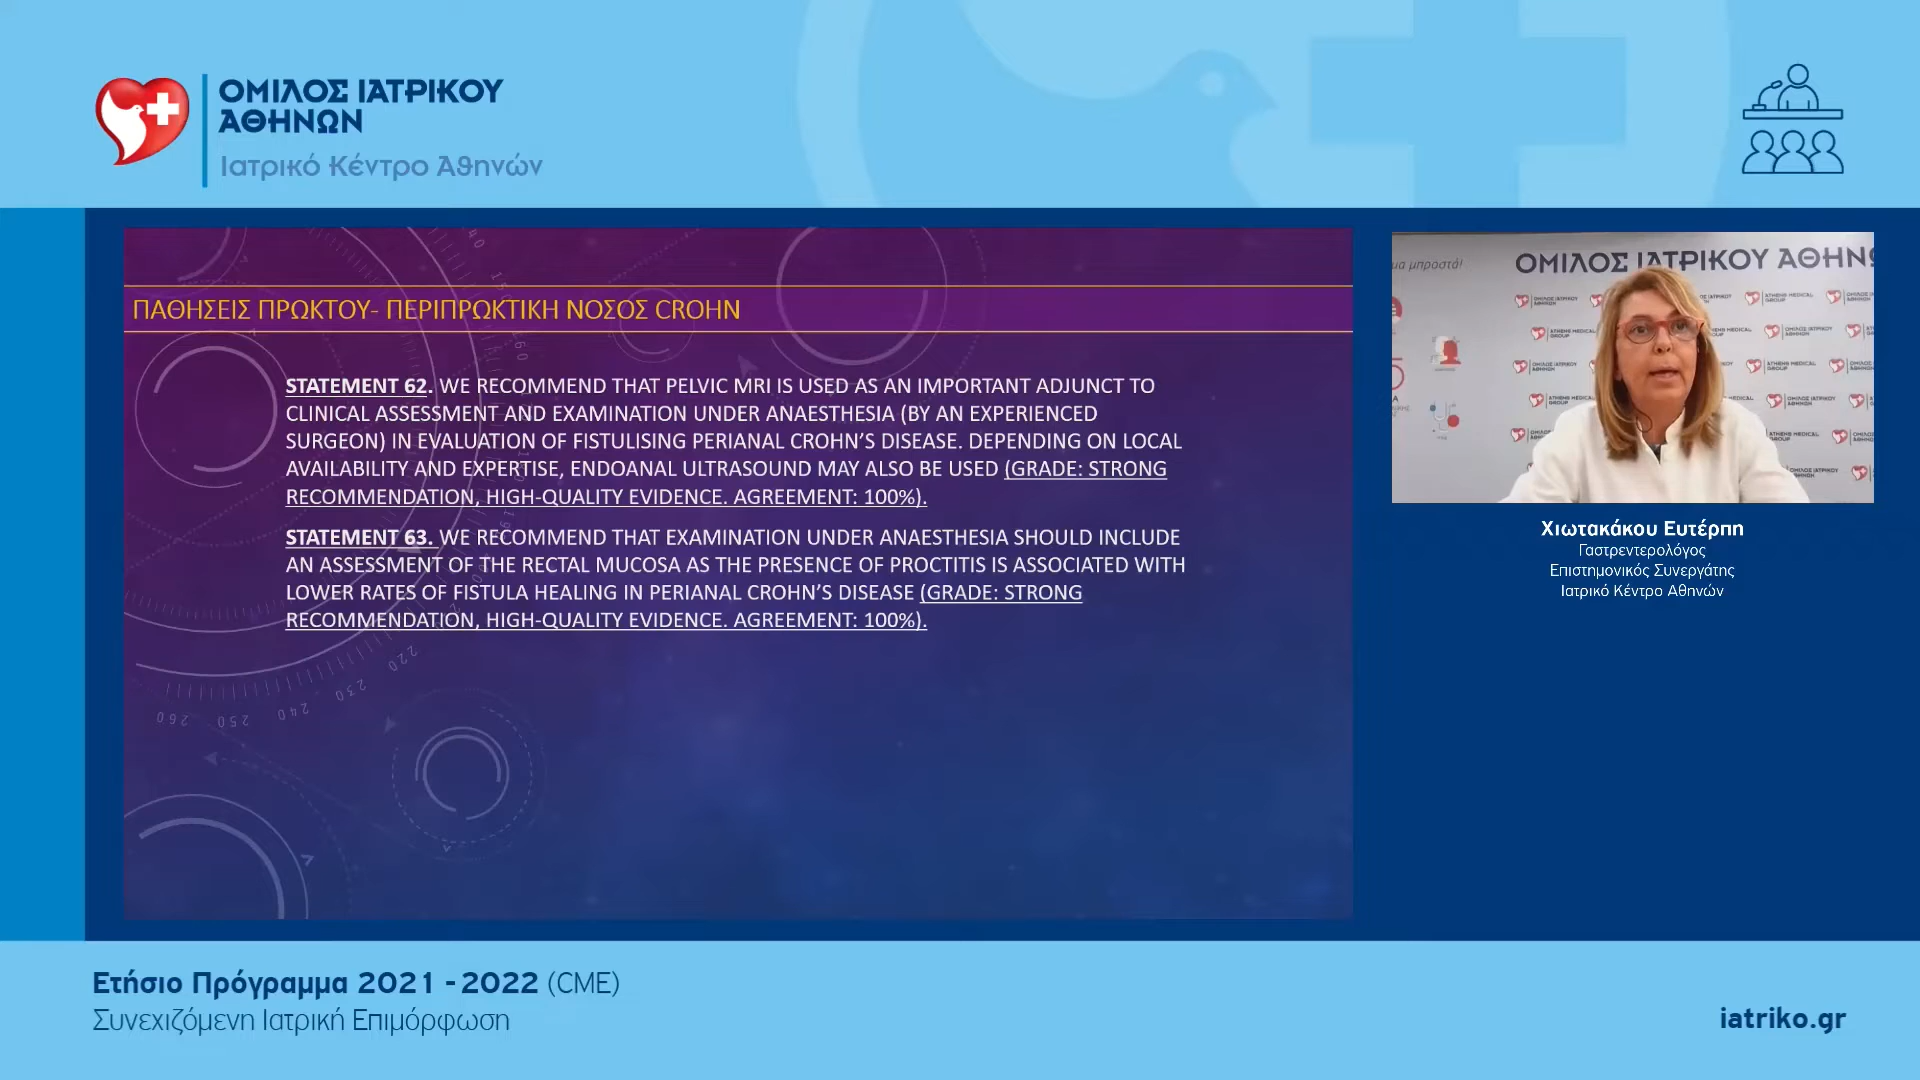 ΟΜΙΛΟΣ ΙΑΤΡΙΚΟΥ
ΑΘΗΝΩΝ
Ιατρικό Κέντρο Αθηνών
ΠΑΘΗΣΕΙΣ ΠΡΩΚΤΟΥ- ΠΕΡΙΠΡΩΚΤΙΚΗ ΝΟΣΟΣ CROHN
STATEMENT 62. WE RECOMMEND THAT PELVIC MRI IS USED AS AN IMPORTANT ADJUNCT TO
CLINICAL ASSESSMENT AND EXAMINATION UNDER ANAESTHESIA (BY AN EXPERIENCED
SURGEON) IN EVALUATION OF FISTULISING PERIANAL CROHN'S DISEASE. DEPENDING ON LOCAL
AVAILABILITY AND EXPERTISE, ENDOANAL ULTRASOUND MAY ALSO BE USED (GRADE: STRONG
RECOMMENDATION, HIGH-QUALITY EVIDENCE. AGREEMENT: 100%).
STATEMENT 63. WE RECOMMEND THAT EXAMINATION UNDER ANAESTHESIA SHOULD INCLUDE
AN ASSESSMENT OF THE RECTAL MUCOSA AS THE PRESENCE OF PROCTITIS IS ASSOCIATED WITH
LOWER RATES OF FISTULA HEALING IN PERIANAL CROHN'S DISEASE (GRADE: STRONG
RECOMMENDATION, HIGH-QUALITY EVIDENCE. AGREEMENT: 100%).
220
230
240
250
260
μπροστά!
ΟΜΙΛΟΣ ΙΑΤΡΙΚΟΥ ΑΘΗΝ
Χιωτακάκου Ευτέρπη
Γαστρεντερολόγος
Επιστημονικός Συνεργάτης
Ιατρικό Κέντρο Αθηνών
Ετήσιο Πρόγραμμα 2021 - 2022 (CME)
Συνεχιζόμενη Ιατρική Επιμόρφωση
iatriko.gr